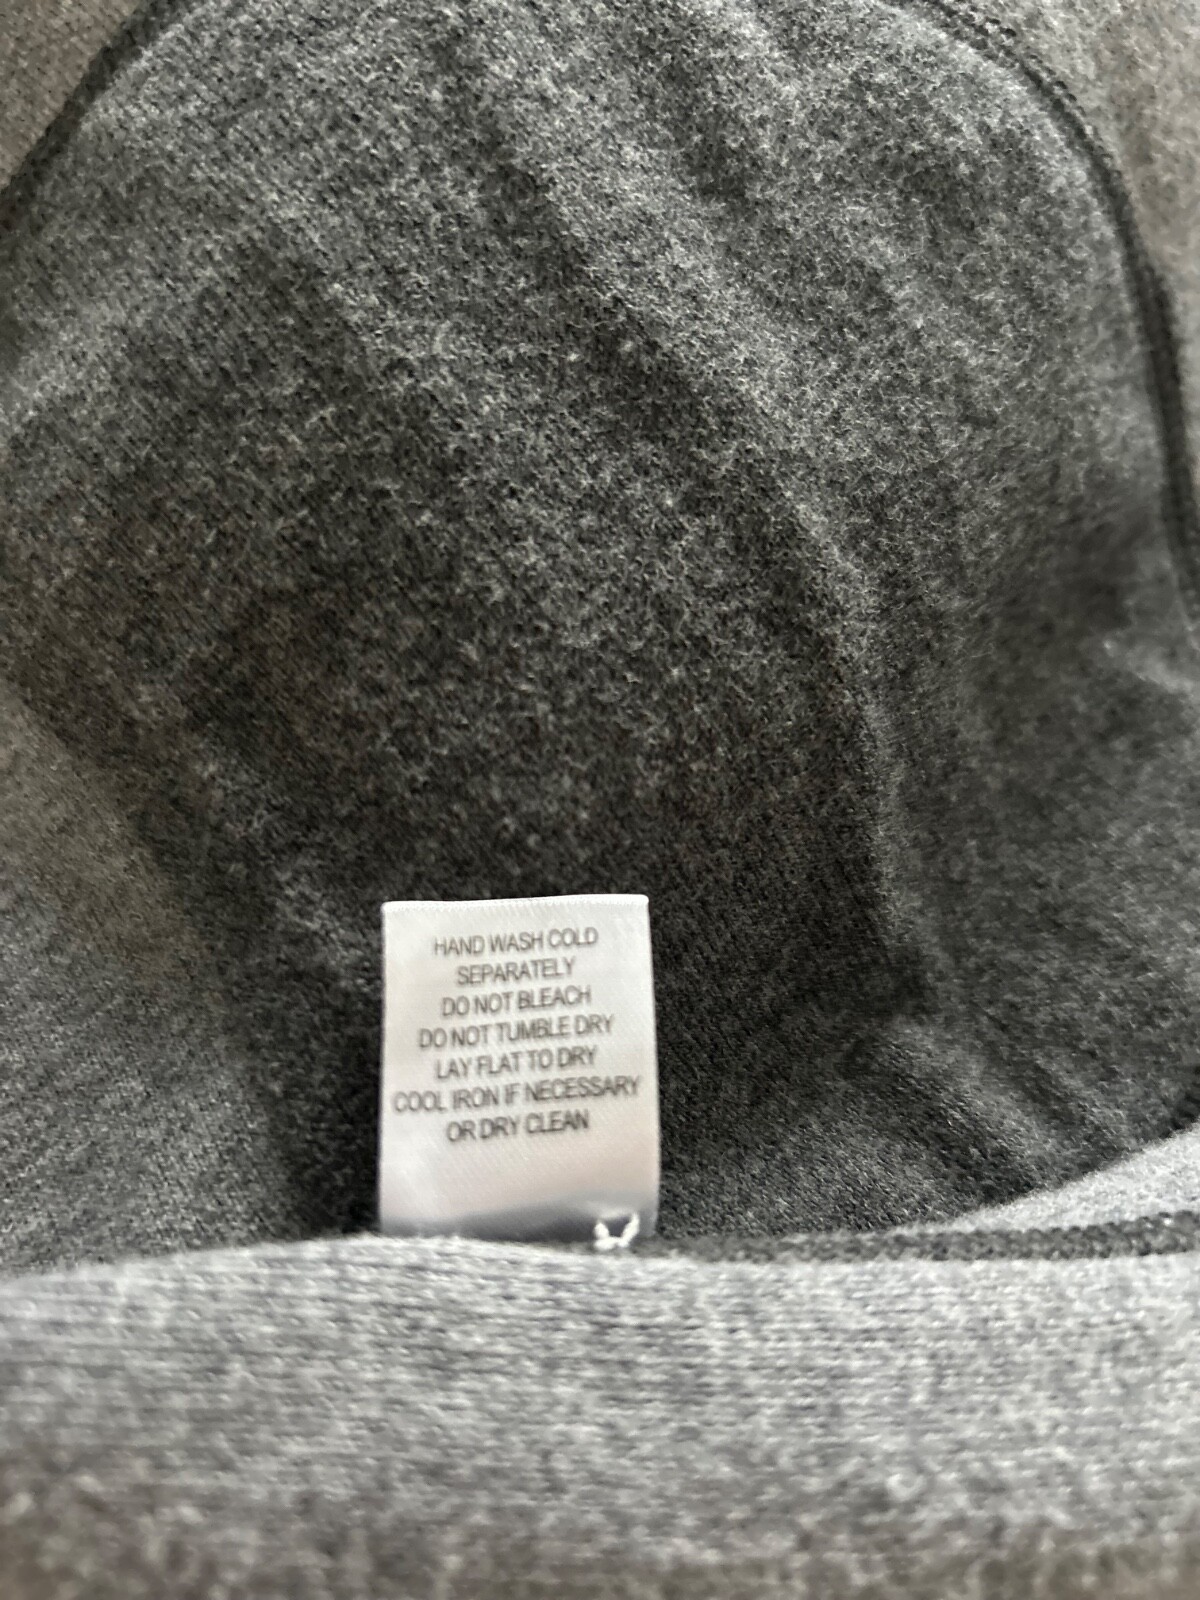 HAND WASH COLD
SEPARATELY
DO NOT BLEACH
DO NOT TUMBLE DRY
LAY FLAT TO DRY
COOL IRON IF NECESSARY
OR DRY CLEAN